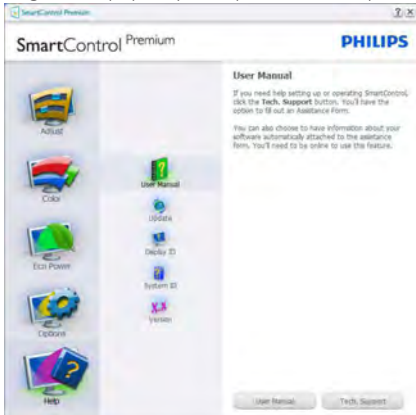 SmartControl Premium
SmartControl Premium
PHILIPS
Adjust
Color
Eco Power
Options
Help
User Manual
Update
Display ID
System ID
Version
User Manual
If you need help setting up or operating SmartControl,
click the Tech. Support button. You'll have the
option to fill out an Assistance Form.
You can also choose to have information about your
software automatically attached to the assistance
form. You'll need to be online to use the feature.
User Manual
Tech. Support